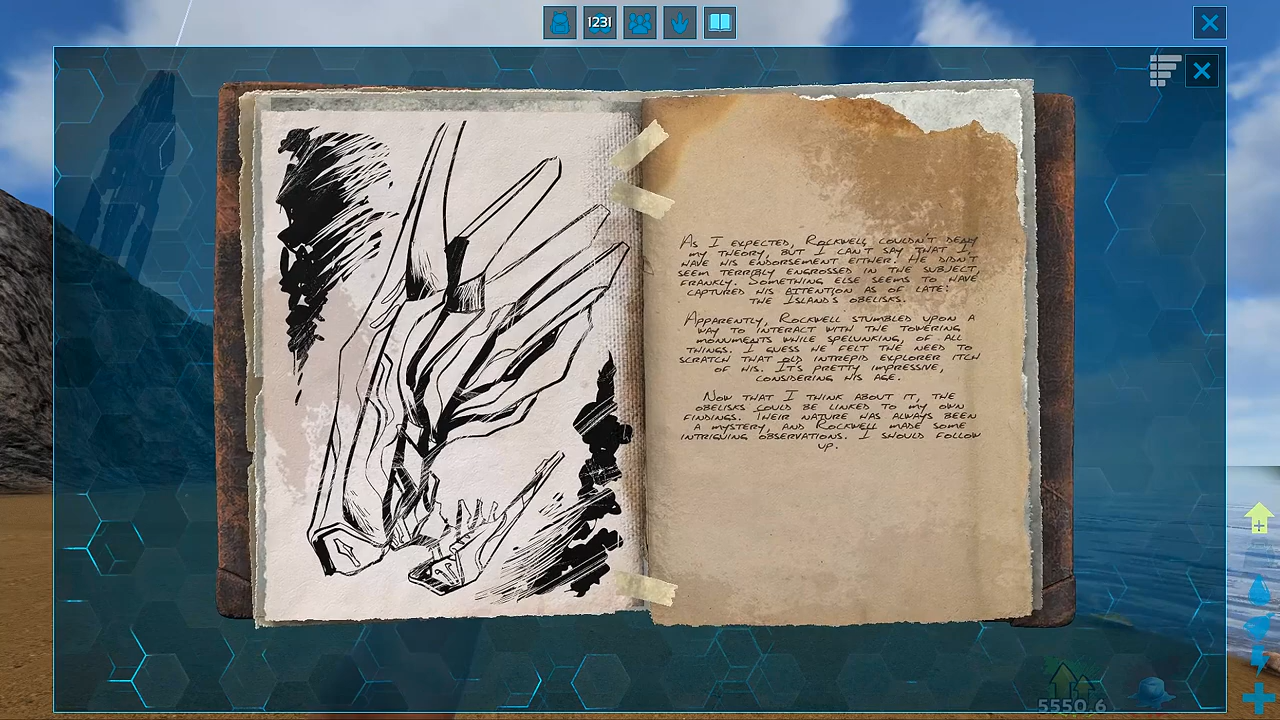 1231
As I expected, Rockwell couldn't deny
my theory, but I can't say that I
have his endorsement either. He didn't
seem terribly engrossed in the subject,
frankly. Something else seems to have
captured his attention as of late:
the Island's obelisks.
Apparently, Rockwell stumbled upon a
way to interact with the towering
monuments while spelunking, of all
things. I guess he felt the need to
scratch that old intrepid explorer itch
of his. It's pretty impressive,
considering his age.
Now that I think about it, the
obelisks could be linked to my own
findings. Their nature has always been
a mystery, and Rockwell made some
intriguing observations. I should follow
up.
5550.6